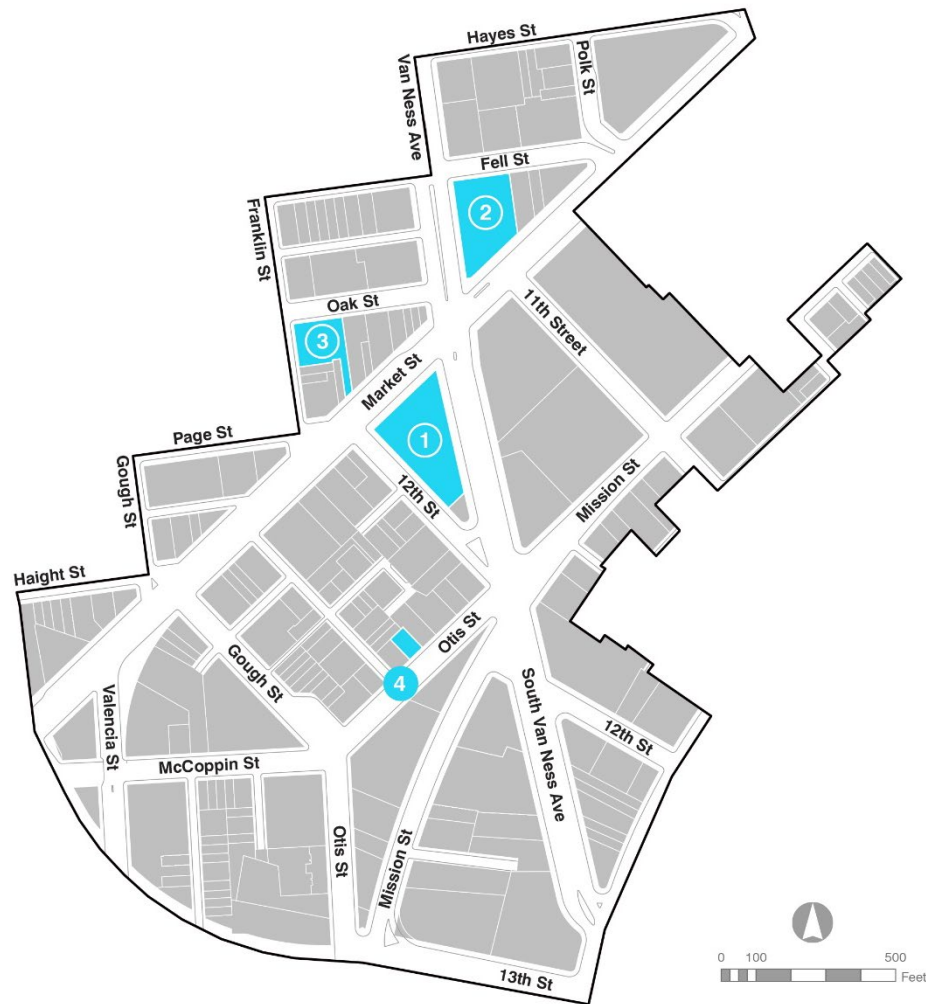 Hayes St
Polk St
Van Ness Ave
Fell St
2
Franklin St
Oak St
11th Street
3
Market St
1
Page St
Gough St
12th St
Mission St
Haight St
Otis St
Gough St
4
Valencia St
South Van Ness Ave
12th St
McCoppin St
Otis St
Mission St
13th St
0 100 500
Feet